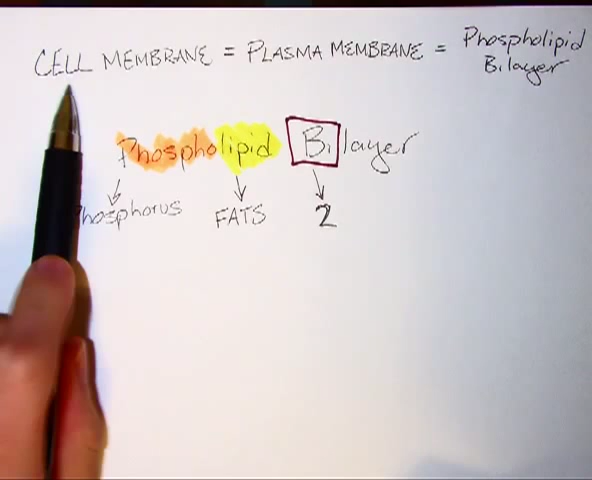 CELL MEMBRANE = PLASMA MEMBRANE = Phospholipid Bilayer
Phospholipid Bilayer
Phosphorus FATS 2